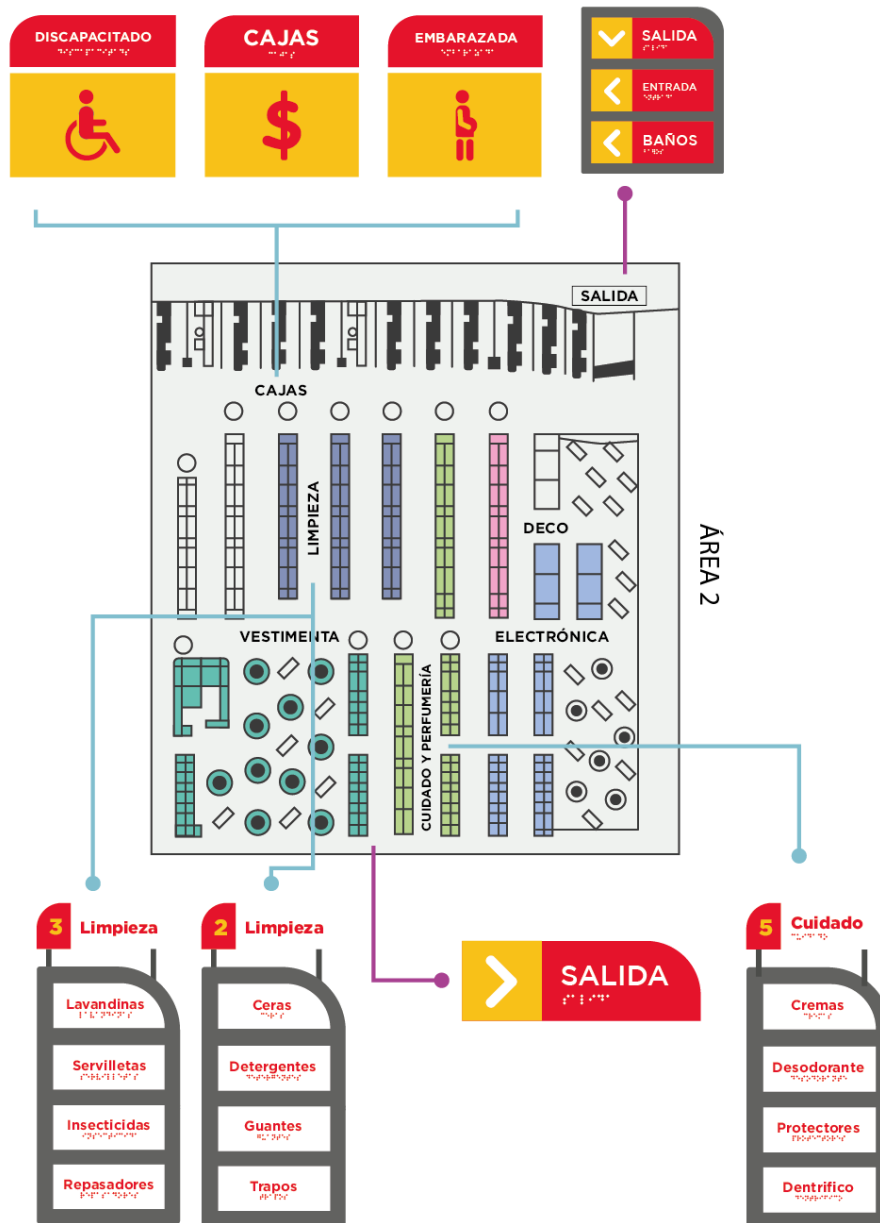 DISCAPACITADO
CAJAS
EMBARAZADA
SALIDA
ENTRADA
BAÑOS
SALIDA
CAJAS
LIMPIEZA
DECO
ÁREA 2
VESTIMENTA
ELECTRÓNICA
CUIDADO Y PERFUMERÍA
3 Limpieza
Lavandinas
Servilletas
Insecticidas
Repasadores
2 Limpieza
Ceras
Detergentes
Guantes
Trapos
SALIDA
5 Cuidado
Cremas
Desodorante
Protectores
Dentrifico